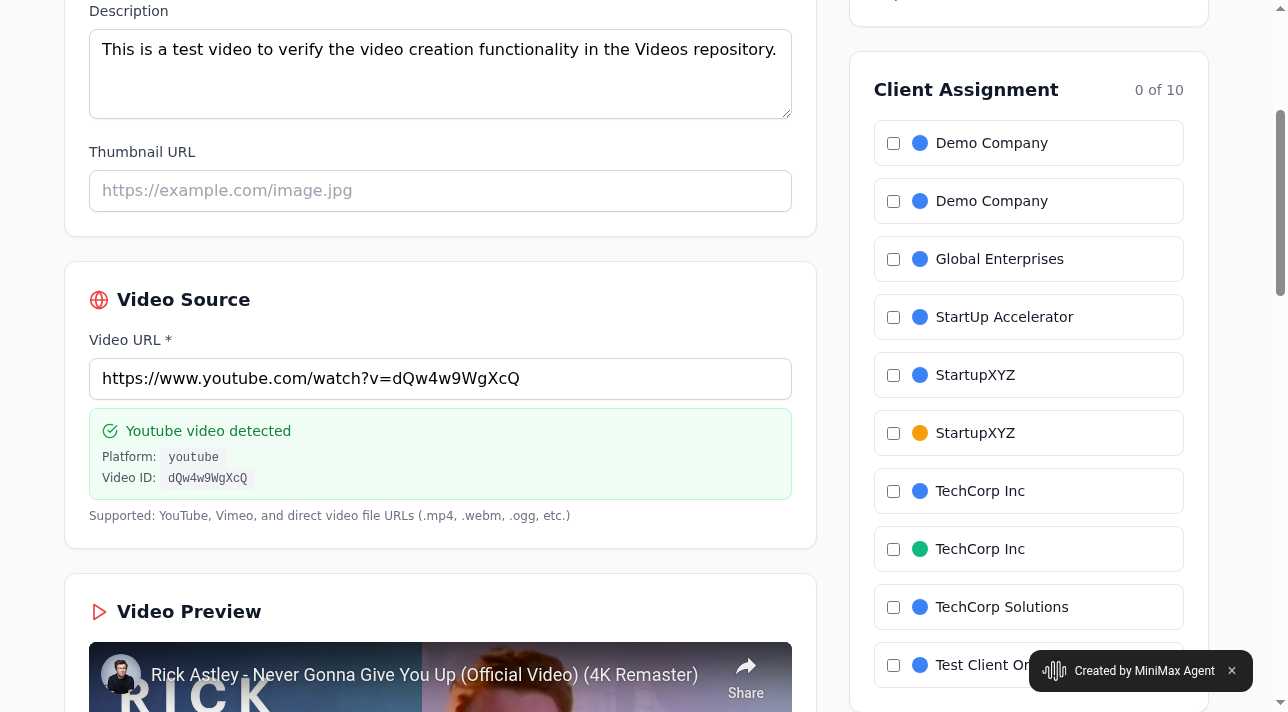 Description
This is a test video to verify the video creation functionality in the Videos repository.
Thumbnail URL
https://example.com/image.jpg
Video Source
Video URL *
https://www.youtube.com/watch?v=dQw4w9WgXcQ
Youtube video detected
Platform: youtube
Video ID: dQw4w9WgXcQ
Supported: YouTube, Vimeo, and direct video file URLs (.mp4, .webm, .ogg, etc.)
Video Preview
Rick Astley - Never Gonna Give You Up (Official Video) (4K Remaster)
Share
RICK
Client Assignment
0 of 10
Demo Company
Demo Company
Global Enterprises
StartUp Accelerator
StartupXYZ
StartupXYZ
TechCorp Inc
TechCorp Inc
TechCorp Solutions
Test Client
Created by MiniMax Agent